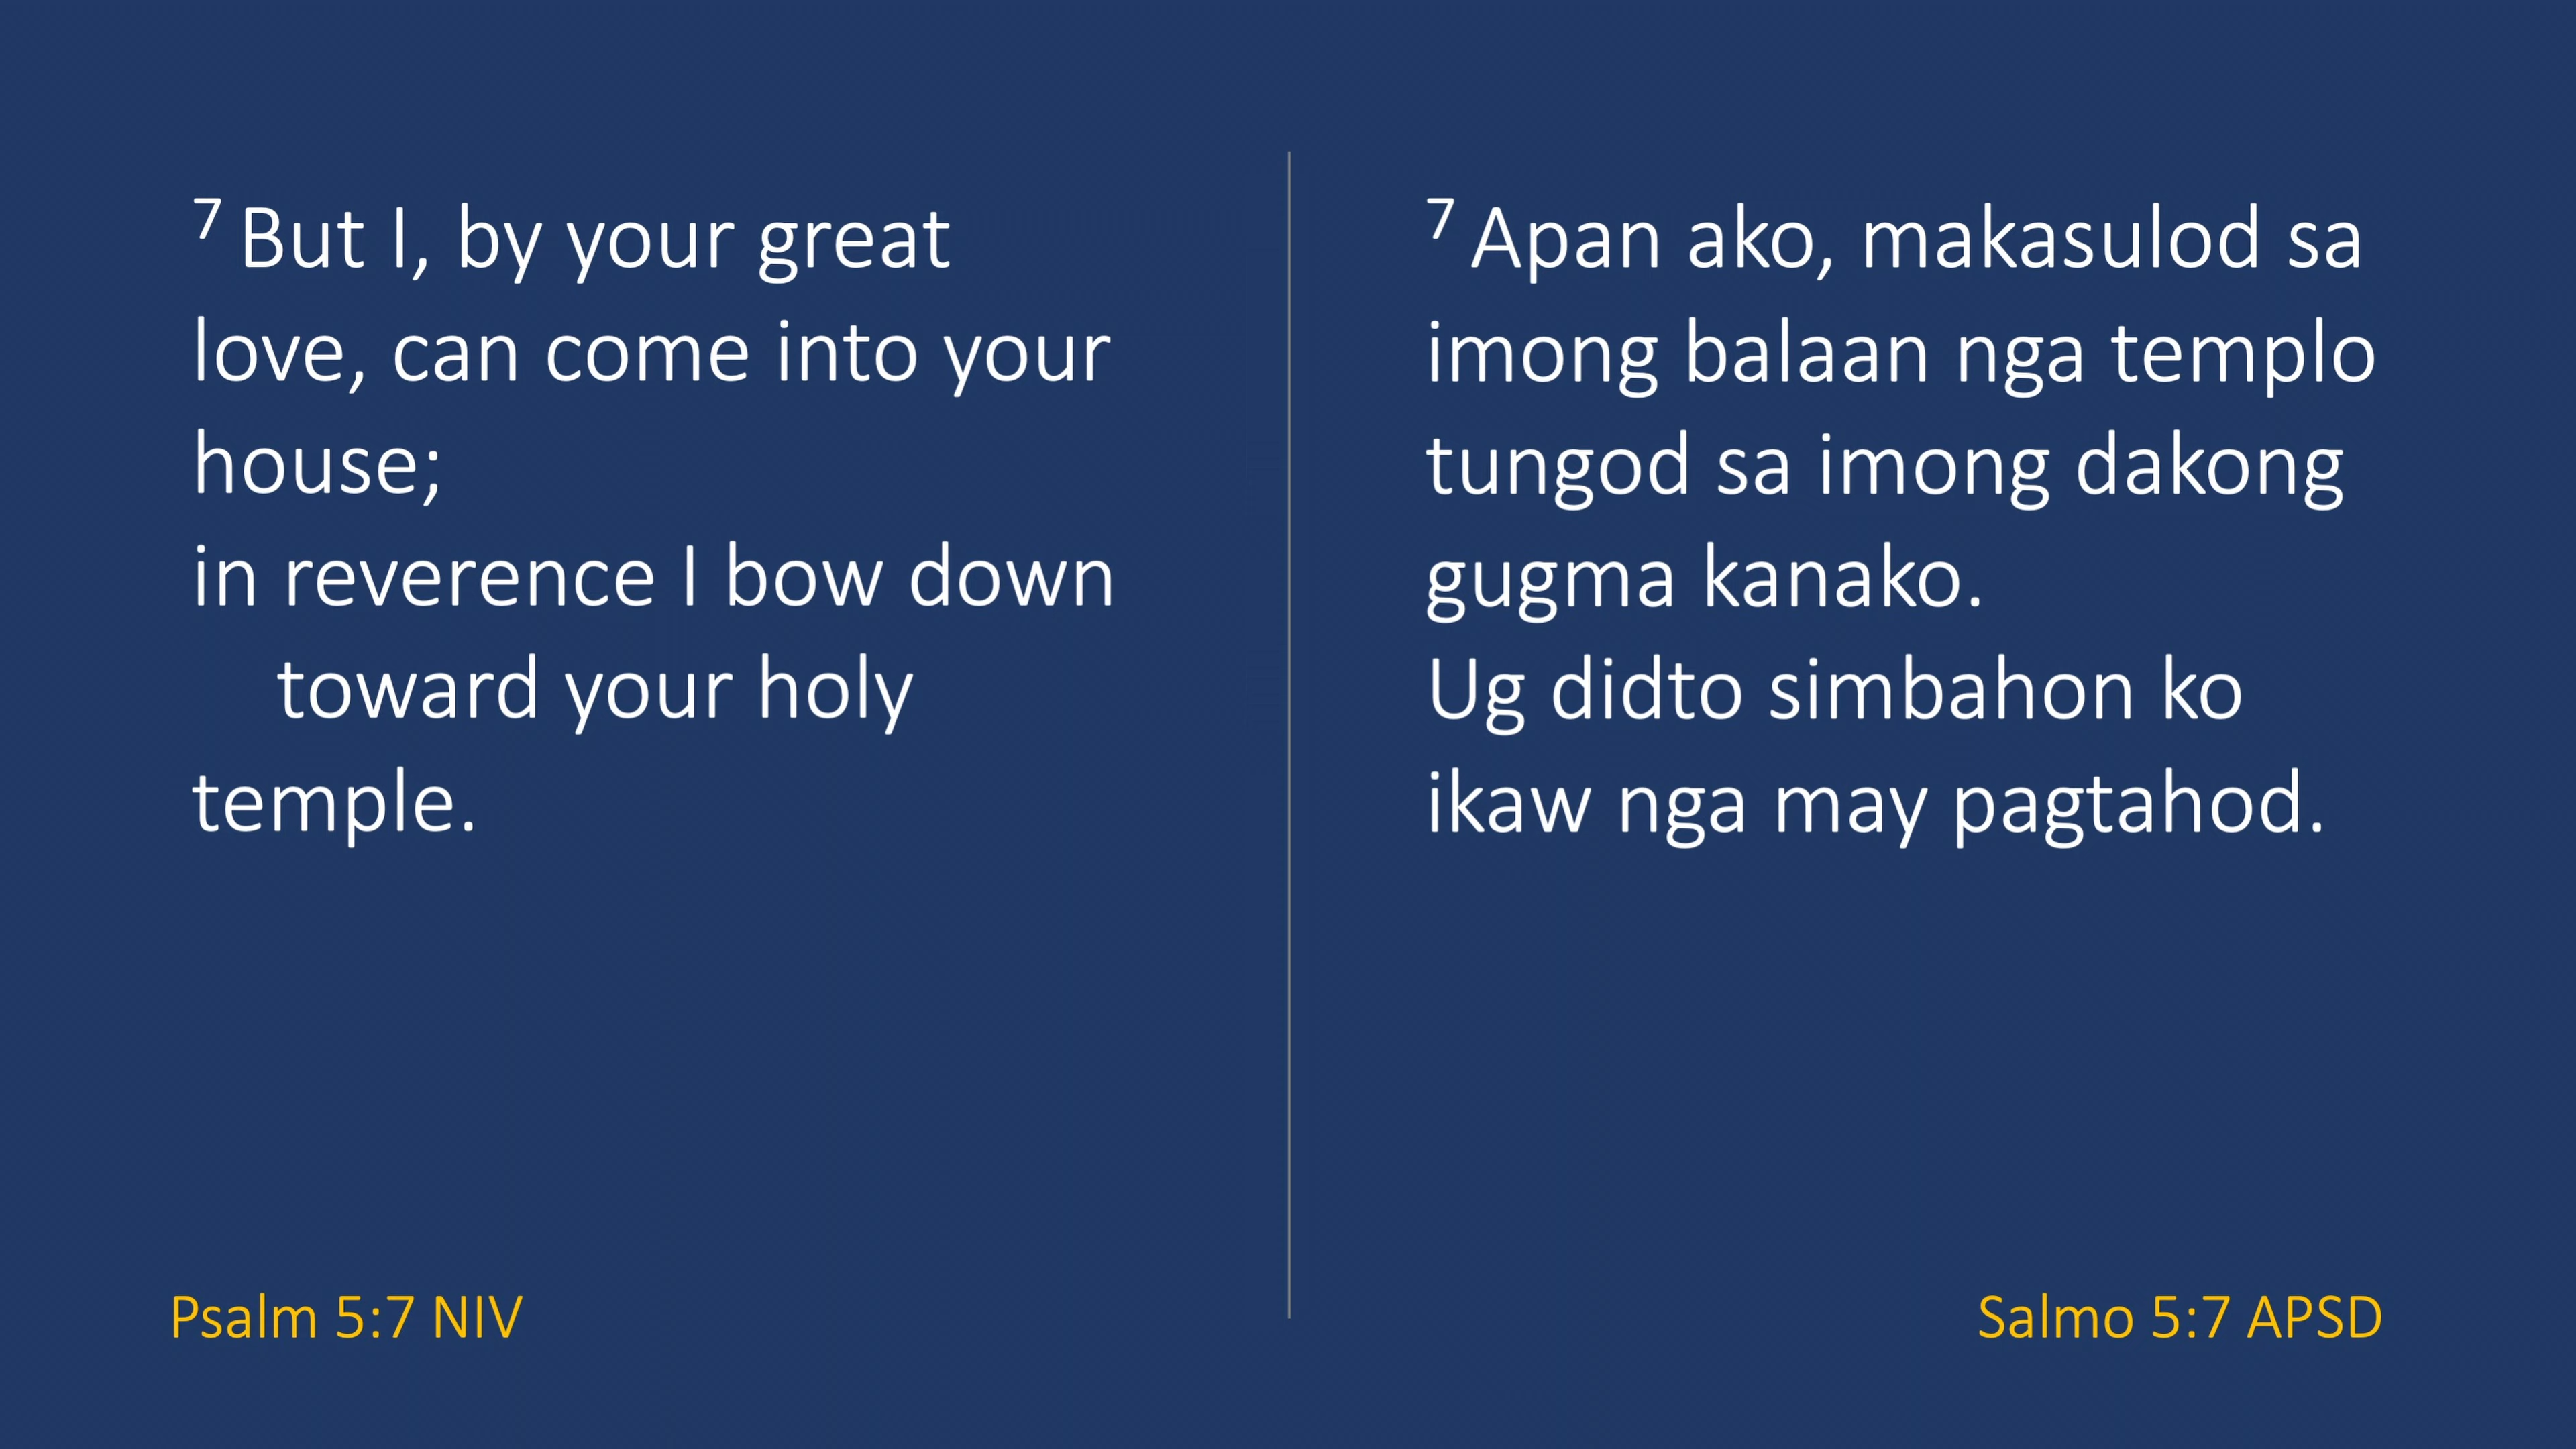 ⁷ But I, by your great
love, can come into your
house;
in reverence I bow down
toward your holy
temple.
Psalm 5:7 NIV
⁷ Apan ako, makasulod sa
imong balaan nga templo
tungod sa imong dakong
gugma kanako.
Ug didto simbahon ko
ikaw nga may pagtahod.
Salmo 5:7 APSD